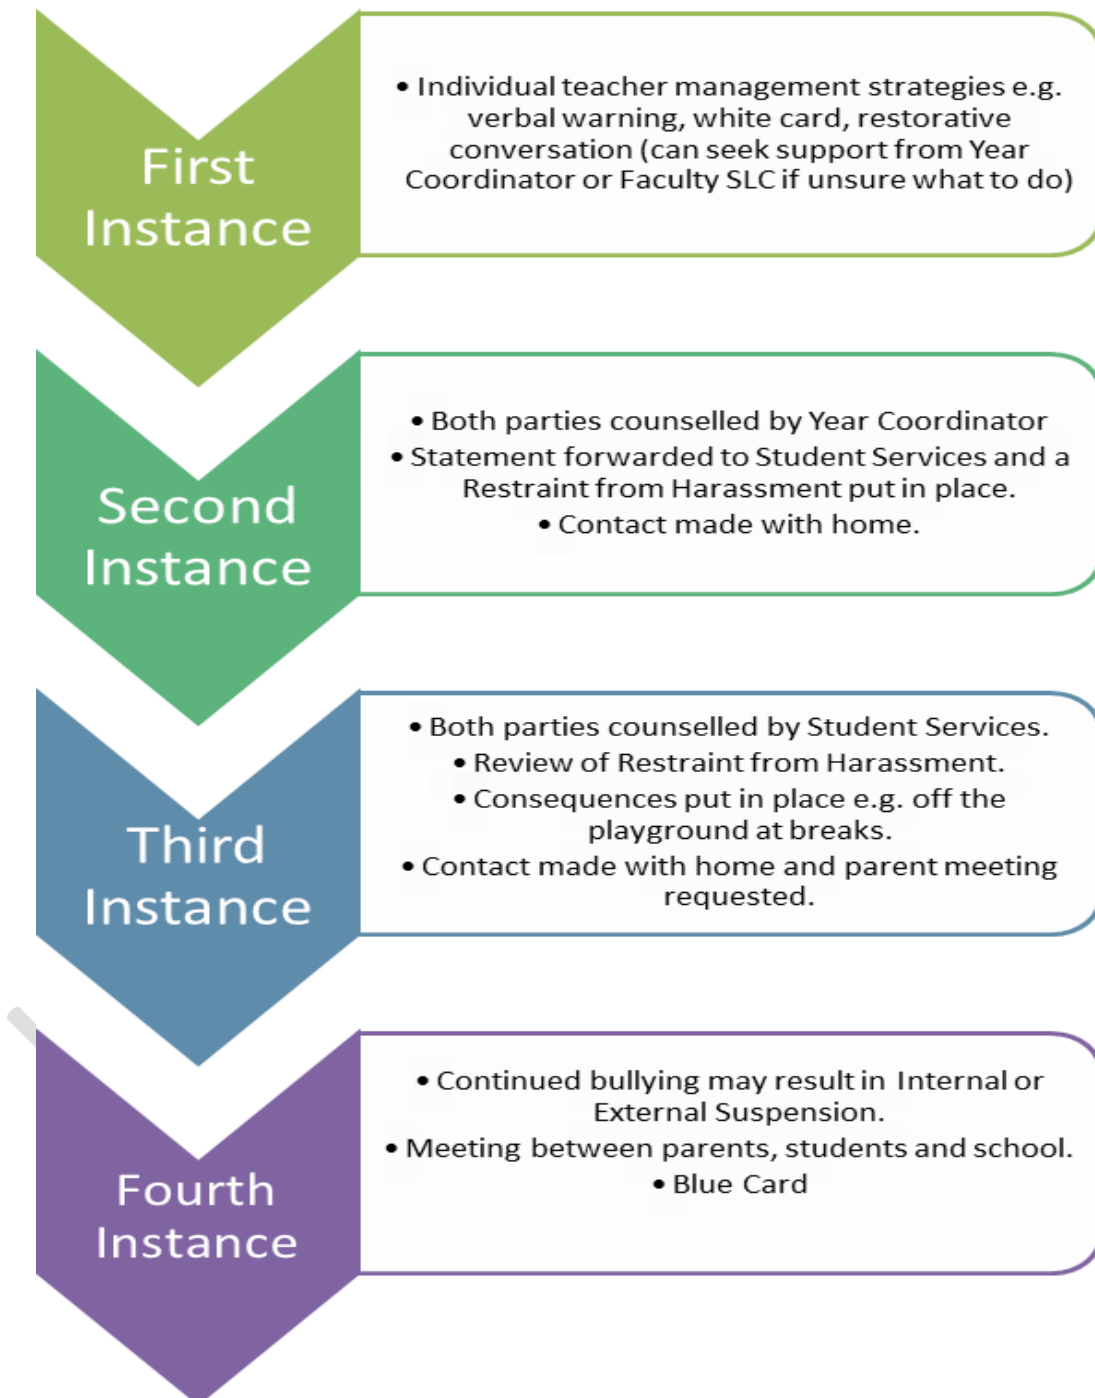 First
Instance
• Individual teacher management strategies e.g.
verbal warning, white card, restorative
conversation (can seek support from Year
Coordinator or Faculty SLC if unsure what to do)
Second
Instance
• Both parties counselled by Year Coordinator
• Statement forwarded to Student Services and a
Restraint from Harassment put in place.
• Contact made with home.
Third
Instance
• Both parties counselled by Student Services.
• Review of Restraint from Harassment.
• Consequences put in place e.g. off the
playground at breaks.
• Contact made with home and parent meeting
requested.
Fourth
Instance
• Continued bullying may result in Internal or
External Suspension.
• Meeting between parents, students and school.
• Blue Card